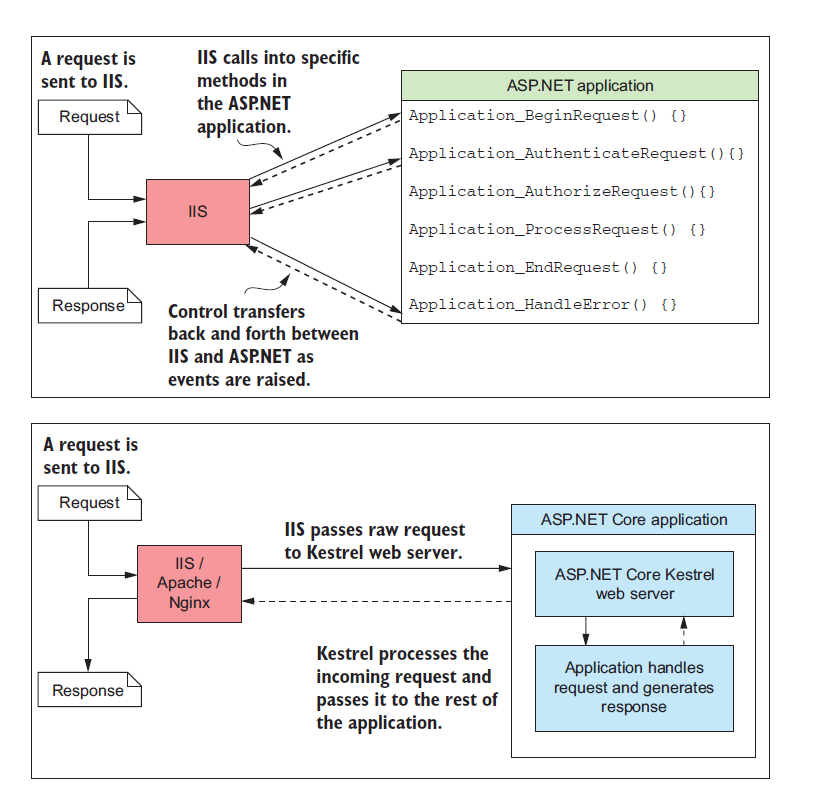 A request is
sent to IIS.
Request
IIS calls into specific
methods in
the ASP.NET
application.
ASP.NET application
Application_BeginRequest() {}
Application_AuthenticateRequest(){}
Application_AuthorizeRequest(){}
Application_ProcessRequest() {}
Application_EndRequest() {}
Application_HandleError() {}
IIS
Response
Control transfers
back and forth between
IIS and ASP.NET as
events are raised.
A request is
sent to IIS.
Request
IIS passes raw request
to Kestrel web server.
IIS /
Apache /
Nginx
ASP.NET Core application
ASP.NET Core Kestrel
web server
Kestrel processes the
incoming request and
passes it to the rest of
the application.
Application handles
request and generates
response
Response